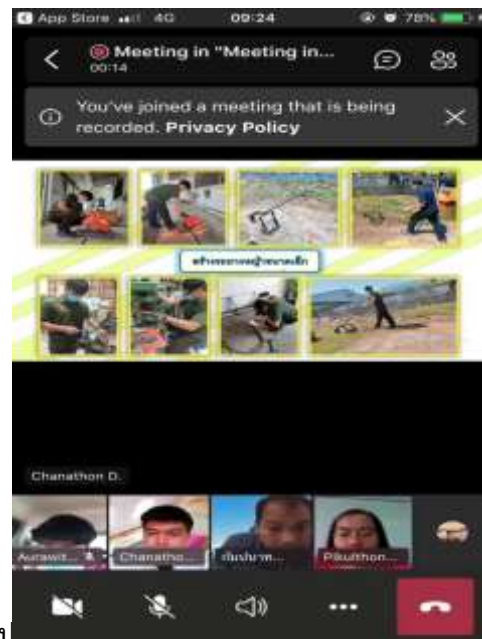 App Store 4G 09:24 78%
Meeting in "Meeting in...
00:14
You've joined a meeting that is being
recorded. Privacy Policy
Chanathon D.
Aurawit... Chanatho... Pikulthon...